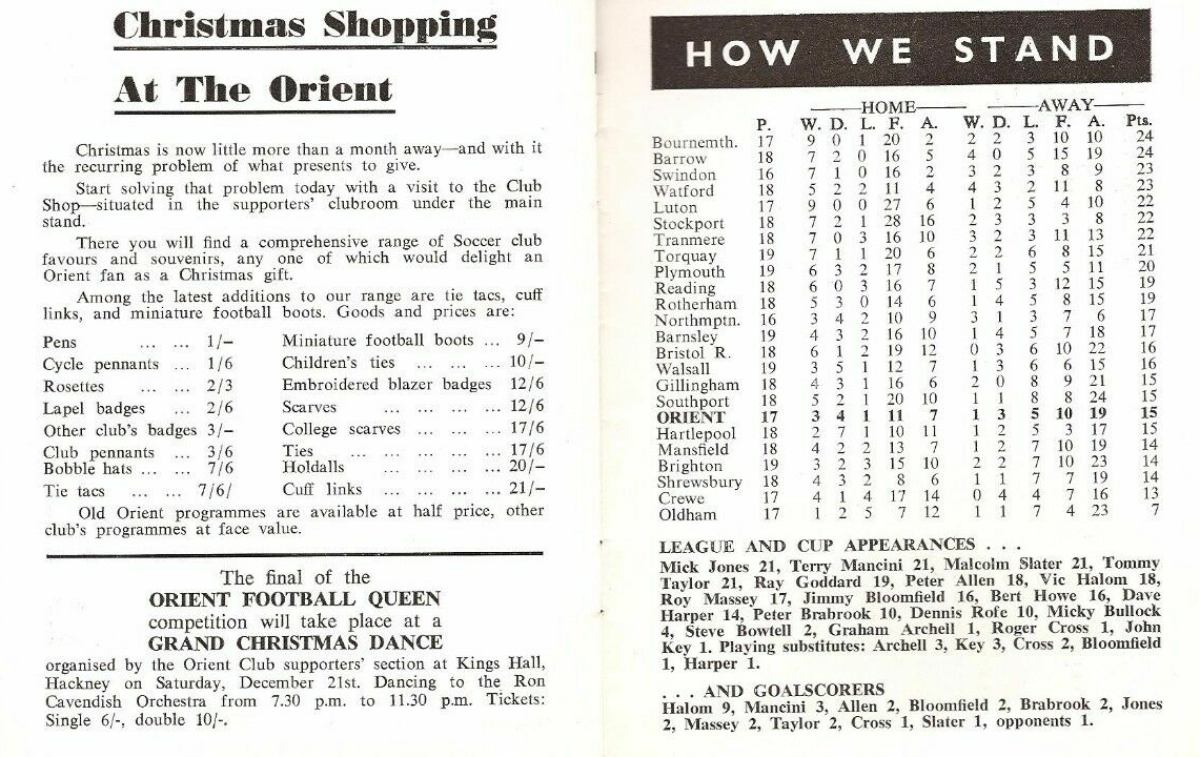 Christmas Shopping
At The Orient
Christmas is now little more than a month away—and with it
the recurring problem of what presents to give.
Start solving that problem today with a visit to the Club
Shop—situated in the supporters' clubroom under the main
stand.
There you will find a comprehensive range of Soccer club
favours and souvenirs, any one of which would delight an
Orient fan as a Christmas gift.
Among the latest additions to our range are tie tacs, cuff
links, and miniature football boots. Goods and prices are:
Pens ... ... 1/– Miniature football boots ... 9/–
Cycle pennants ... 1/6 Children's ties ... ... ... 10/–
Rosettes ... ... 2/3 Embroidered blazer badges 12/6
Lapel badges ... 2/6 Scarves ... ... ... ... 12/6
Other club's badges 3/– College scarves ... ... ... 17/6
Club pennants ... 3/6 Ties ... ... ... ... ... 17/6
Bobble hats ... ... 7/6 Holdalls ... ... ... ... 20/–
Tie tacs ... ... ... 7/6/ Cuff links ... ... ... ... 21/–
Old Orient programmes are available at half price, other
club's programmes at face value.
The final of the
ORIENT FOOTBALL QUEEN
competition will take place at a
GRAND CHRISTMAS DANCE
organised by the Orient Club supporters' section at Kings Hall,
Hackney on Saturday, December 21st. Dancing to the Ron
Cavendish Orchestra from 7.30 p.m. to 11.30 p.m. Tickets:
Single 6/-, double 10/-.
HOW WE STAND
HOME AWAY
P. W. D. L. F. A. W. D. L. F. A. Pts.
Bournemth. 17 9 0 1 20 2 2 2 3 10 10 24
Barrow 18 7 2 0 16 5 4 0 5 15 19 24
Swindon 16 7 1 0 16 2 3 2 3 8 9 23
Watford 18 5 2 2 11 4 4 3 2 11 8 23
Luton 17 9 0 0 27 6 1 2 5 4 10 22
Stockport 18 7 2 1 28 16 2 3 3 3 8 22
Tranmere 18 7 0 3 16 10 3 2 3 11 13 22
Torquay 19 7 1 1 20 6 2 2 6 8 15 21
Plymouth 19 6 3 2 17 8 2 1 5 5 11 20
Reading 18 6 0 3 16 7 1 5 3 12 15 19
Rotherham 18 5 3 0 14 6 1 4 5 8 15 19
Northmptn. 16 3 4 2 10 9 3 1 3 7 6 17
Barnsley 19 4 3 2 16 10 1 4 5 7 18 17
Bristol R. 18 6 1 2 19 12 0 3 6 10 22 16
Walsall 19 3 5 1 12 7 1 3 6 6 15 16
Gillingham 18 4 3 1 16 6 2 0 8 9 21 15
Southport 18 5 2 1 20 10 1 1 8 8 24 15
ORIENT 17 3 4 1 11 7 1 3 5 10 19 15
Hartlepool 18 2 7 1 10 11 1 2 5 3 17 15
Mansfield 18 4 2 2 13 7 1 2 7 10 19 14
Brighton 19 3 2 3 15 10 2 2 7 10 23 14
Shrewsbury 18 4 3 2 8 6 1 1 7 7 19 14
Crewe 17 4 1 4 17 14 0 4 4 7 16 13
Oldham 17 1 2 5 7 12 1 1 7 4 23 7
LEAGUE AND CUP APPEARANCES . . .
Mick Jones 21, Terry Mancini 21, Malcolm Slater 21, Tommy
Taylor 21, Ray Goddard 19, Peter Allen 18, Vic Halom 18,
Roy Massey 17, Jimmy Bloomfield 16, Bert Howe 16, Dave
Harper 14, Peter Brabrook 10, Dennis Rofe 10, Micky Bullock
4, Steve Bowtell 2, Graham Archell 1, Roger Cross 1, John
Key 1. Playing substitutes: Archell 3, Key 3, Cross 2, Bloomfield
1, Harper 1.
. . . AND GOALSCORERS
Halom 9, Mancini 3, Allen 2, Bloomfield 2, Brabrook 2, Jones
2, Massey 2, Taylor 2, Cross 1, Slater 1, opponents 1.